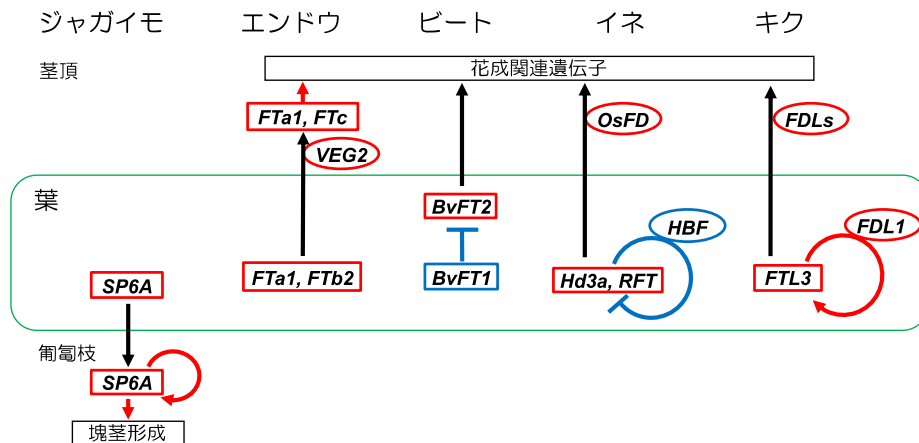 ジャガイモ エンドウ ビート イネ キク
茎頂
花成関連遺伝子
FTa1, FTc
OsFD
FDLs
VEG2
葉
BvFT2
HBF
FDL1
SP6A
FTa1, FTb2
BvFT1
Hd3a, RFT
FTL3
葡匐枝
SP6A
塊茎形成